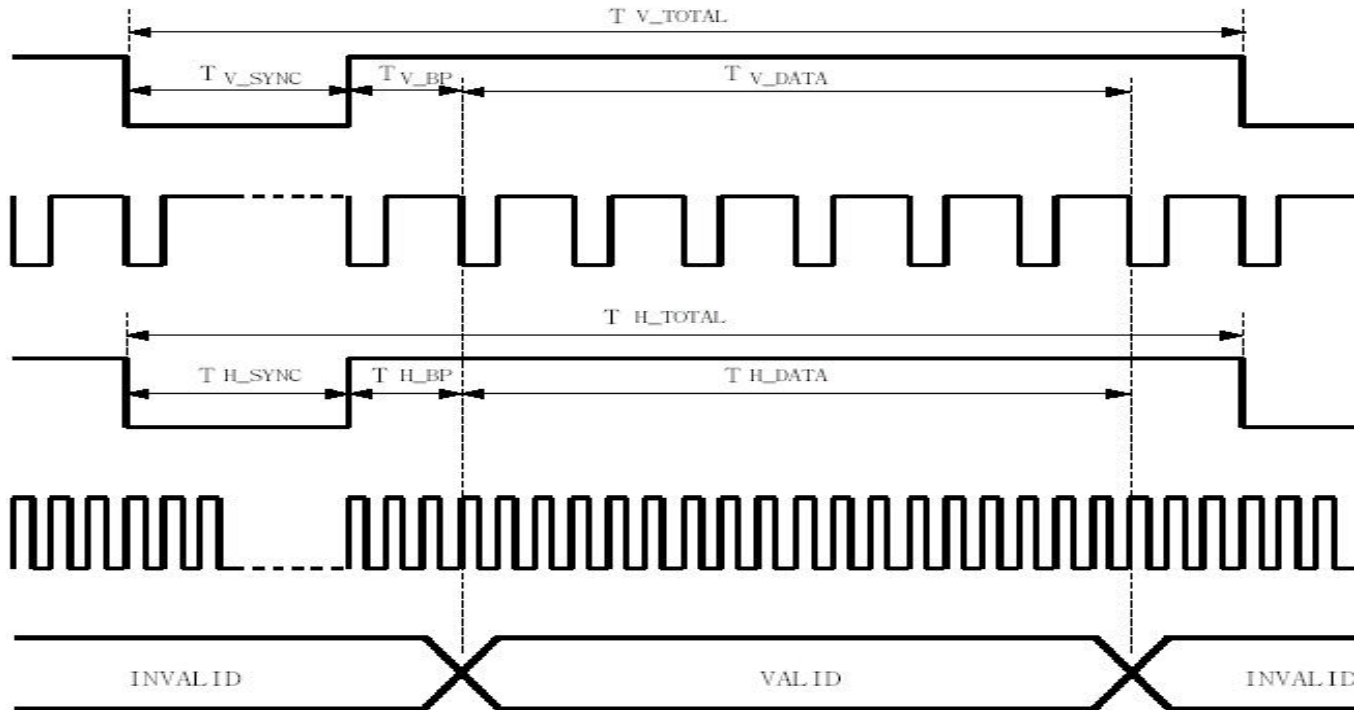 T V_TOTAL
T V_SYNC T V_BP T V_DATA
T H_TOTAL
T H_SYNC T H_BP T H_DATA
INVALID VALID INVALID